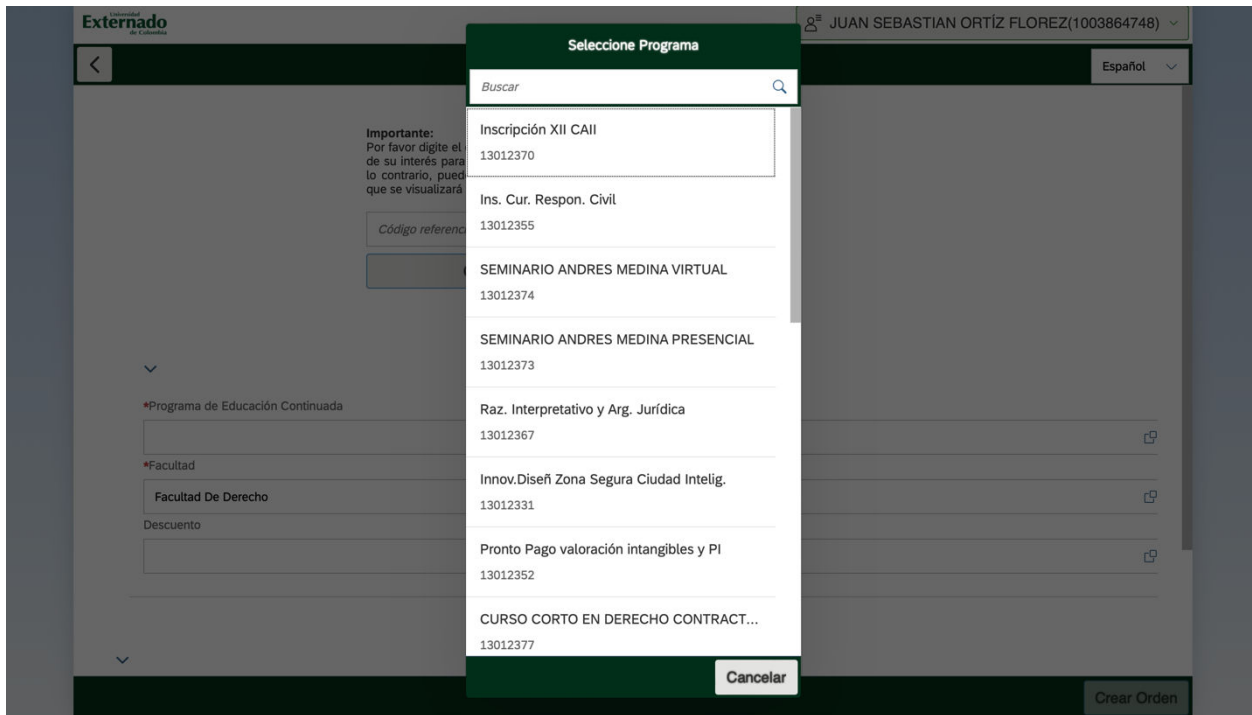 Universidad
Externado
de Colombia
JUAN SEBASTIAN ORTÍZ FLOREZ(1003864748)
Español
Seleccione Programa
Buscar
Inscripción XII CAII
13012370
Ins. Cur. Respon. Civil
13012355
SEMINARIO ANDRES MEDINA VIRTUAL
13012374
SEMINARIO ANDRES MEDINA PRESENCIAL
13012373
Raz. Interpretativo y Arg. Jurídica
13012367
Innov.Diseñ Zona Segura Ciudad Intelig.
13012331
Pronto Pago valoración intangibles y PI
13012352
CURSO CORTO EN DERECHO CONTRACT...
13012377
Cancelar
Importante:
Por favor digite el
de su interés para
lo contrario, pued
que se visualizará
Código referenc
*Programa de Educación Continuada
*Facultad
Facultad De Derecho
Descuento
Crear Orden